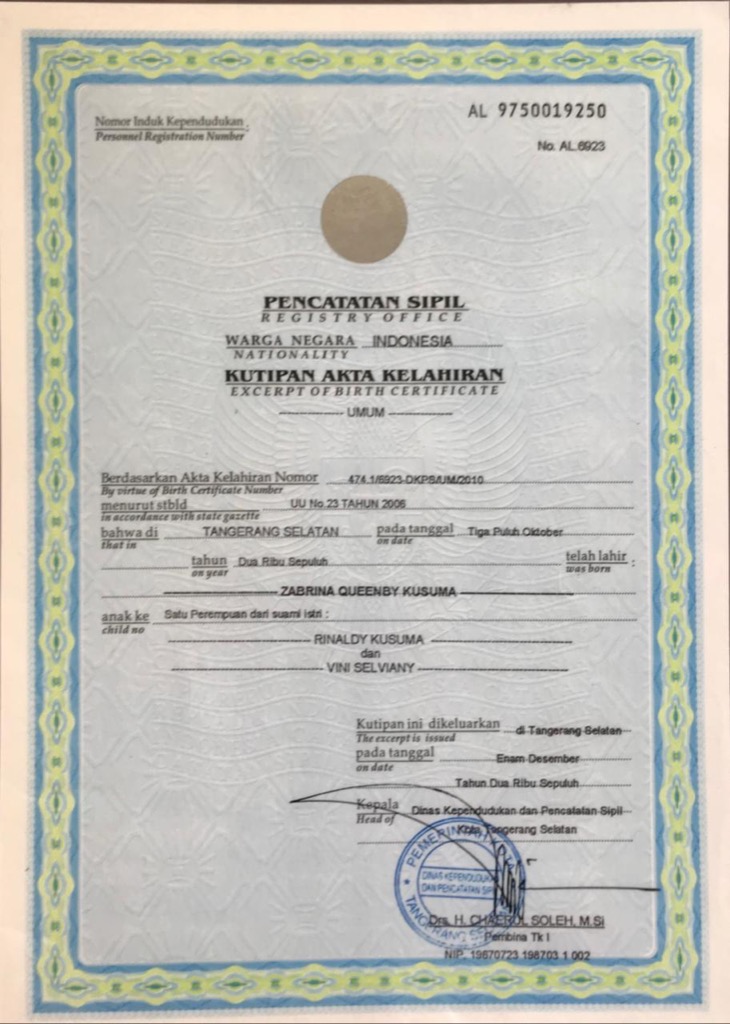 AL 9750019250
Nomor Induk Kependudukan :
Personnel Registration Number
No. AL.6923
PENCATATAN SIPIL
REGISTRY OFFICE
WARGA NEGARA INDONESIA
NATIONALITY
KUTIPAN AKTA KELAHIRAN
EXCERPT OF BIRTH CERTIFICATE
UMUM
Berdasarkan Akta Kelahiran Nomor 474.1/6923-DKPS/UM/2010
By virtue of Birth Certificate Number
menurut stbld UU No.23 TAHUN 2006
in accordance with state gazette
bahwa di TANGERANG SELATAN pada tanggal Tiga Puluh Oktober
that in on date
tahun Dua Ribu Sepuluh telah lahir :
on year was born
ZABRINA QUEENBY KUSUMA
anak ke Satu Perempuan dari suami istri :
child no
RINALDY KUSUMA
dan
VINI SELVIANY
Kutipan ini dikeluarkan di Tangerang Selatan
The excerpt is issued
pada tanggal Enam Desember
on date
Tahun Dua Ribu Sepuluh
Kepala Dinas Kependudukan dan Pencatatan Sipil
Head of
Kota Tangerang Selatan
PEMERINTAH KOTA
DINAS KEPENDUDUKAN
DAN PENCATATAN SIPIL
TANGERANG SEL
Drs. H. CHAERUL SOLEH, M.Si
Pembina Tk I
NIP. 19670723 198703 1 002